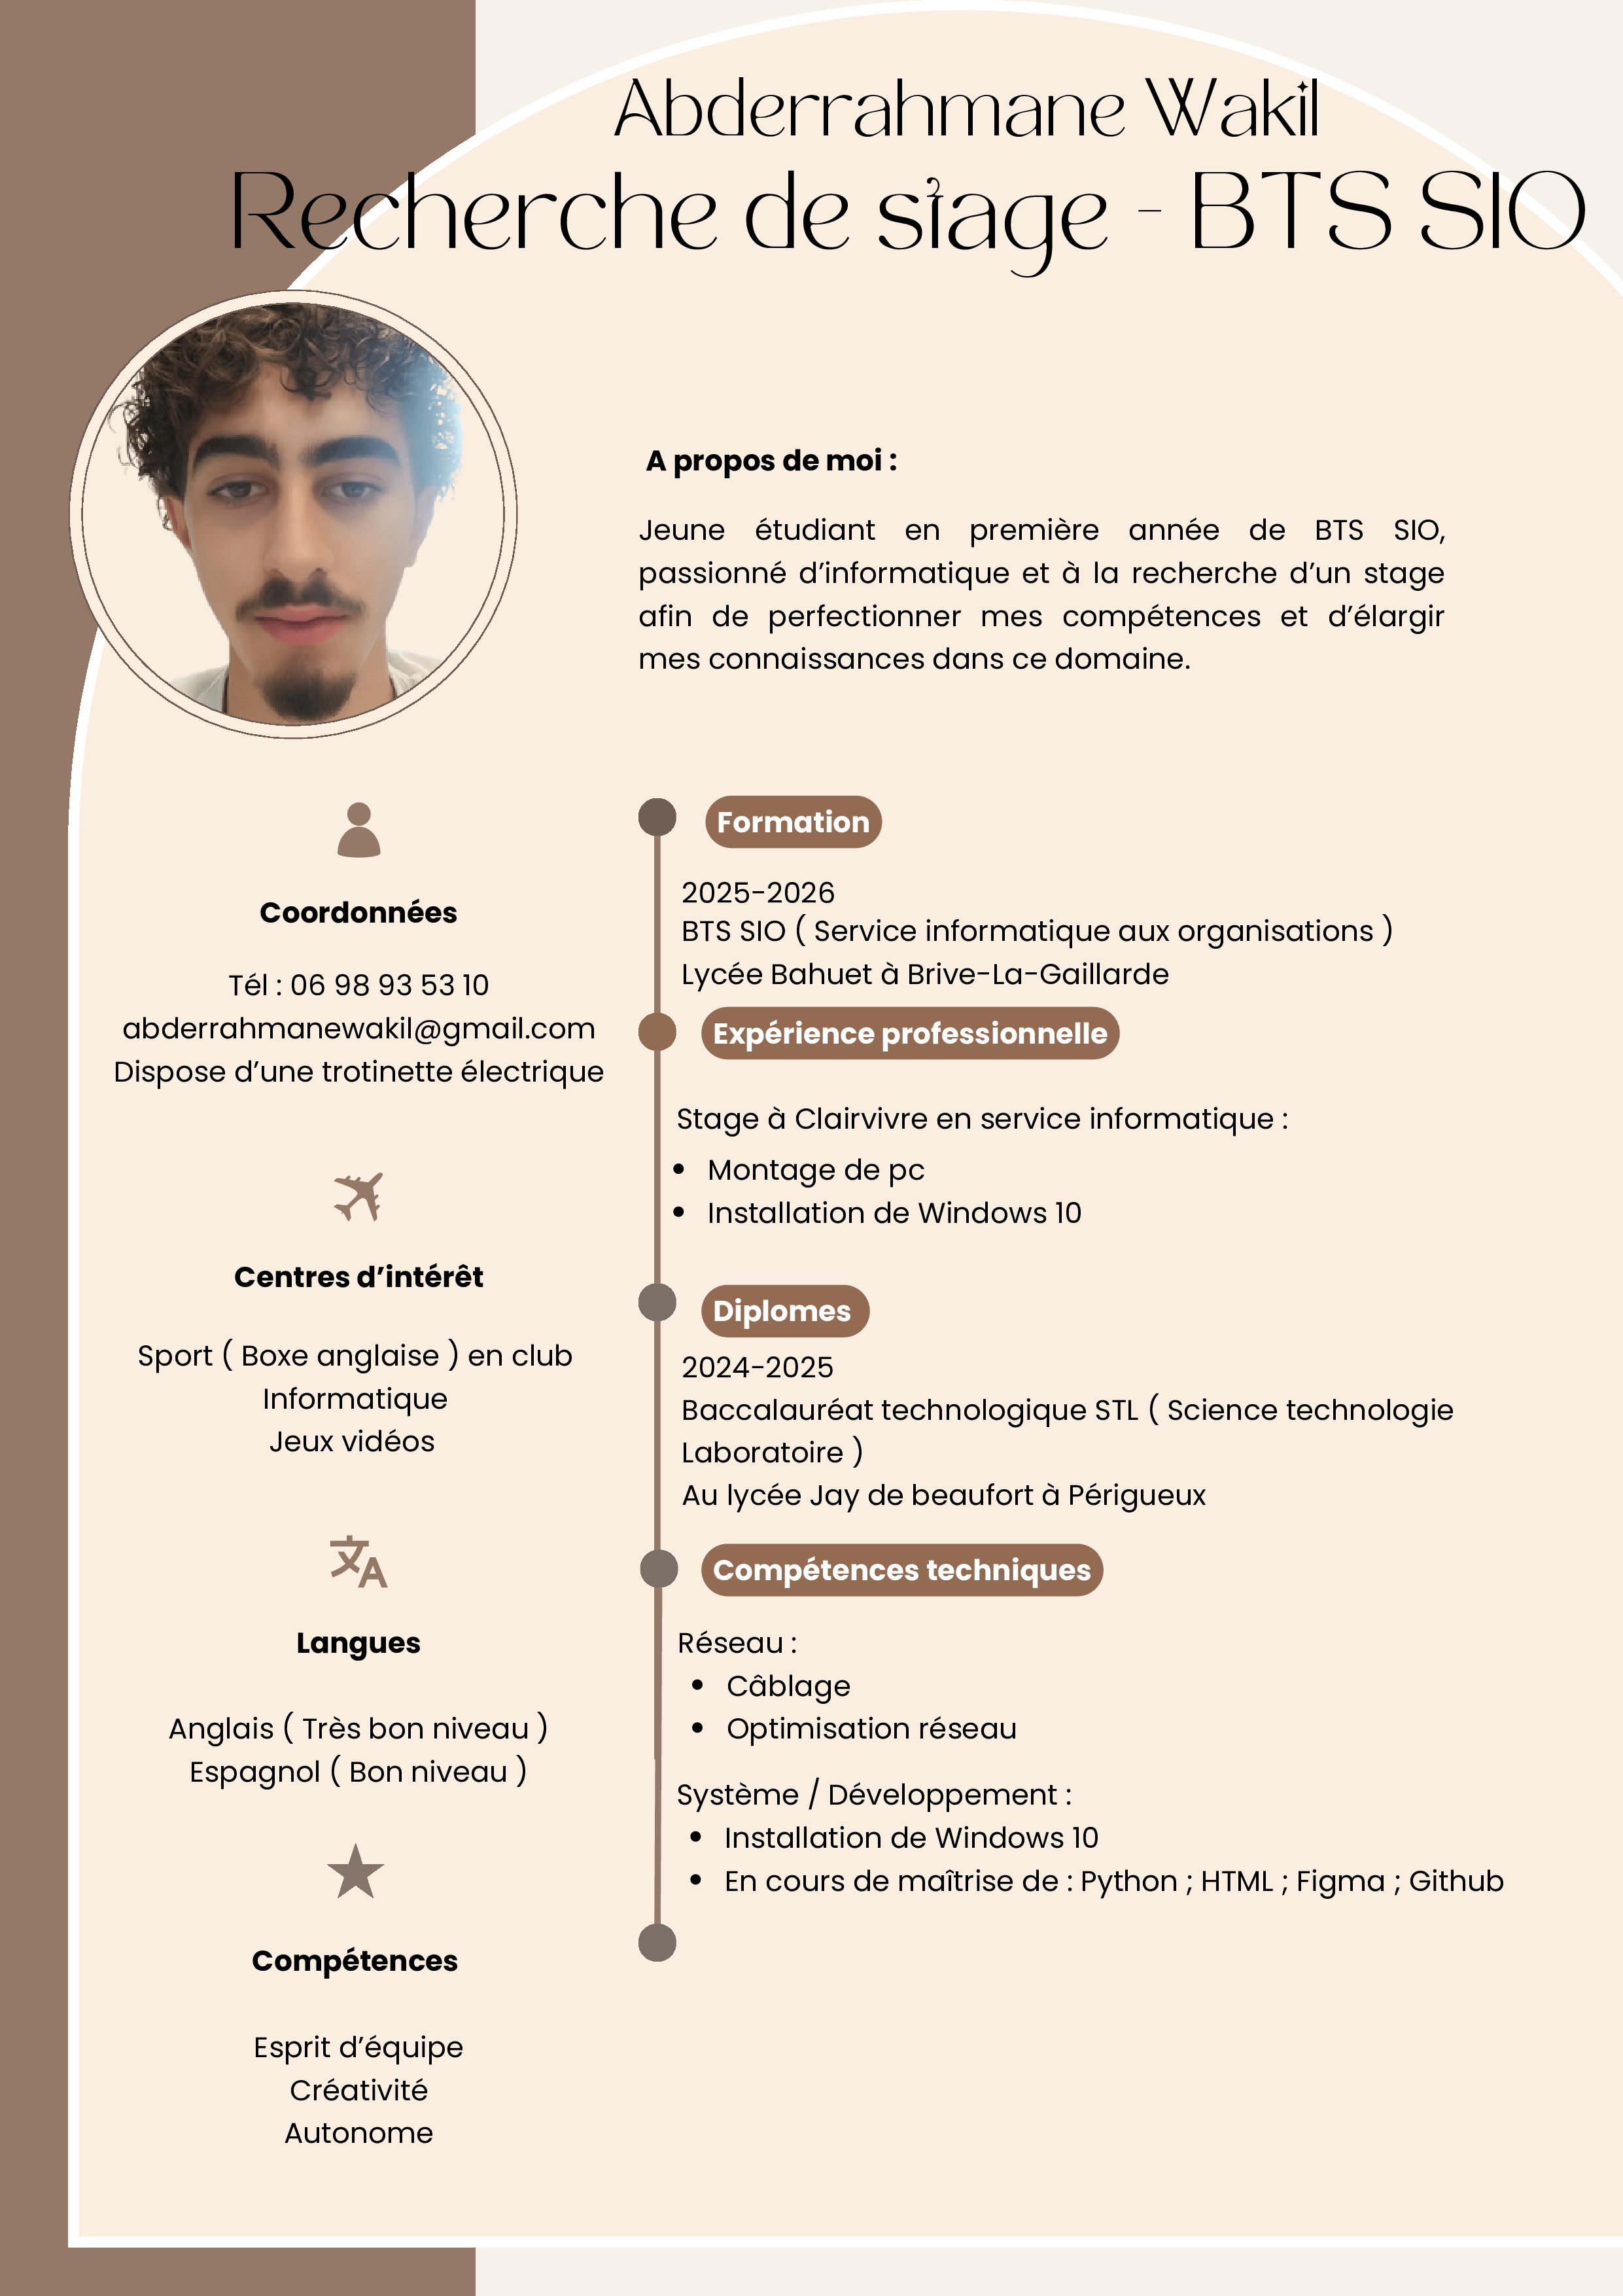 Abderrahmane Wakil
Recherche de stage - BTS SIO
A propos de moi :
Jeune étudiant en première année de BTS SIO,
passionné d’informatique et à la recherche d’un stage
afin de perfectionner mes compétences et d’élargir
mes connaissances dans ce domaine.
Coordonnées
Tél : 06 98 93 53 10
abderrahmanewakil@gmail.com
Dispose d’une trotinette électrique
Centres d’intérêt
Sport ( Boxe anglaise ) en club
Informatique
Jeux vidéos
Langues
Anglais ( Très bon niveau )
Espagnol ( Bon niveau )
Compétences
Esprit d’équipe
Créativité
Autonome
Formation
2025-2026
BTS SIO ( Service informatique aux organisations )
Lycée Bahuet à Brive-La-Gaillarde
Expérience professionnelle
Stage à Clairvivre en service informatique :
• Montage de pc
• Installation de Windows 10
Diplomes
2024-2025
Baccalauréat technologique STL ( Science technologie
Laboratoire )
Au lycée Jay de beaufort à Périgueux
Compétences techniques
Réseau :
• Câblage
• Optimisation réseau
Système / Développement :
• Installation de Windows 10
• En cours de maîtrise de : Python ; HTML ; Figma ; Github